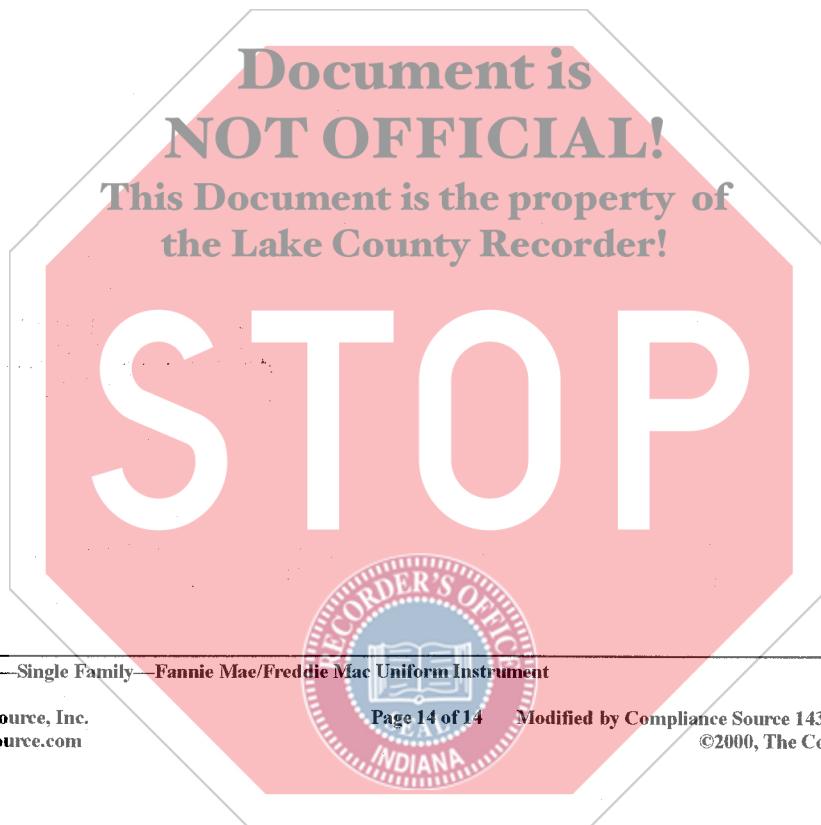 Document is
NOT OFFICIAL!
This Document is the property of
the Lake County Recorder!
STOP
RECORDER'S OFFICE
—Single Family—Fannie Mae/Freddie Mac Uniform Instrument
ource, Inc. Page 14 of 14 Modified by Compliance Source 143
ource.com ©2000, The Co
SEAL
INDIANA